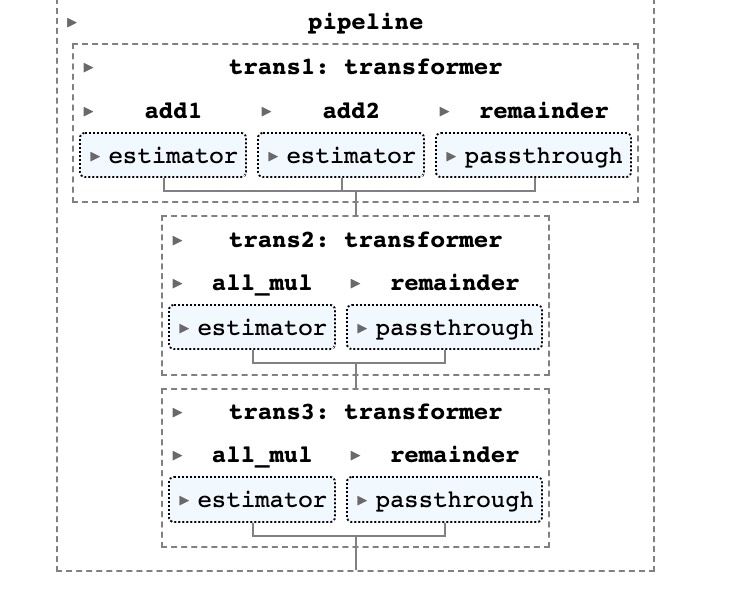 pipeline
trans1: transformer
add1 add2 remainder
estimator estimator passthrough
trans2: transformer
all_mul remainder
estimator passthrough
trans3: transformer
all_mul remainder
estimator passthrough